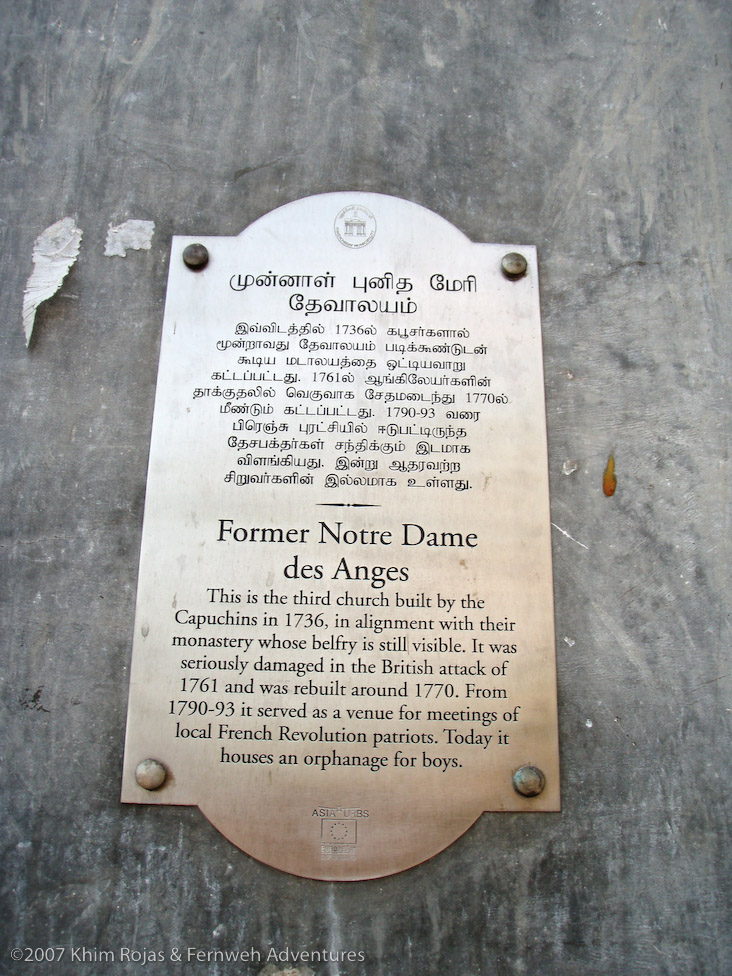 முன்னாள் புனித மேரி
தேவாலயம்
இவ்விடத்தில் 1736ல் கபூசர்களால்
மூன்றாவது தேவாலயம் படிக்கூண்டுடன்
கூடிய மடாலயத்தை ஒட்டியவாறு
கட்டப்பட்டது. 1761ல் ஆங்கிலேயர்களின்
தாக்குதலில் வெகுவாக சேதமடைந்து 1770ல்
மீண்டும் கட்டப்பட்டது. 1790-93 வரை
பிரெஞ்சு புரட்சியில் ஈடுபட்டிருந்த
தேசபக்தர்கள் சந்திக்கும் இடமாக
விளங்கியது. இன்று ஆதரவற்ற
சிறுவர்களின் இல்லமாக உள்ளது.
Former Notre Dame
des Anges
This is the third church built by the
Capuchins in 1736, in alignment with their
monastery whose belfry is still visible. It was
seriously damaged in the British attack of
1761 and was rebuilt around 1770. From
1790-93 it served as a venue for meetings of
local French Revolution patriots. Today it
houses an orphanage for boys.
ASIA URBS
©2007 Khim Rojas & Fernweh Adventures